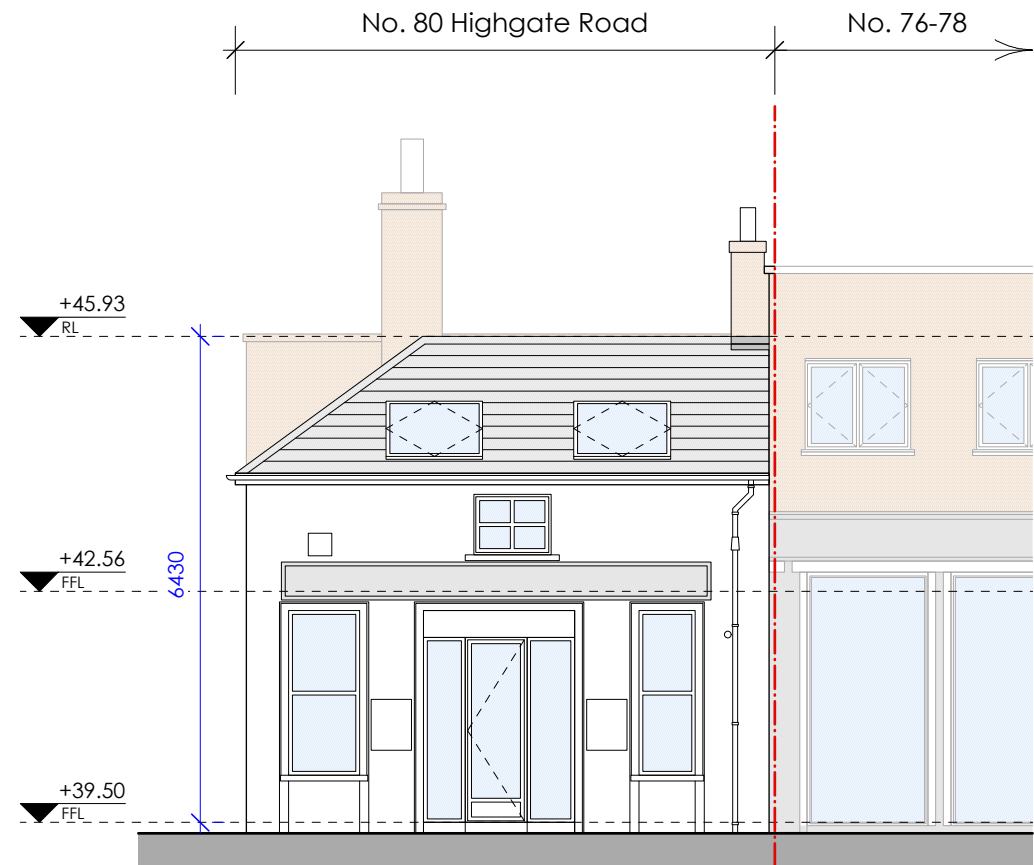 No. 80 Highgate Road
No. 76-78
+45.93
RL
+42.56
FFL
6430
+39.50
FFL